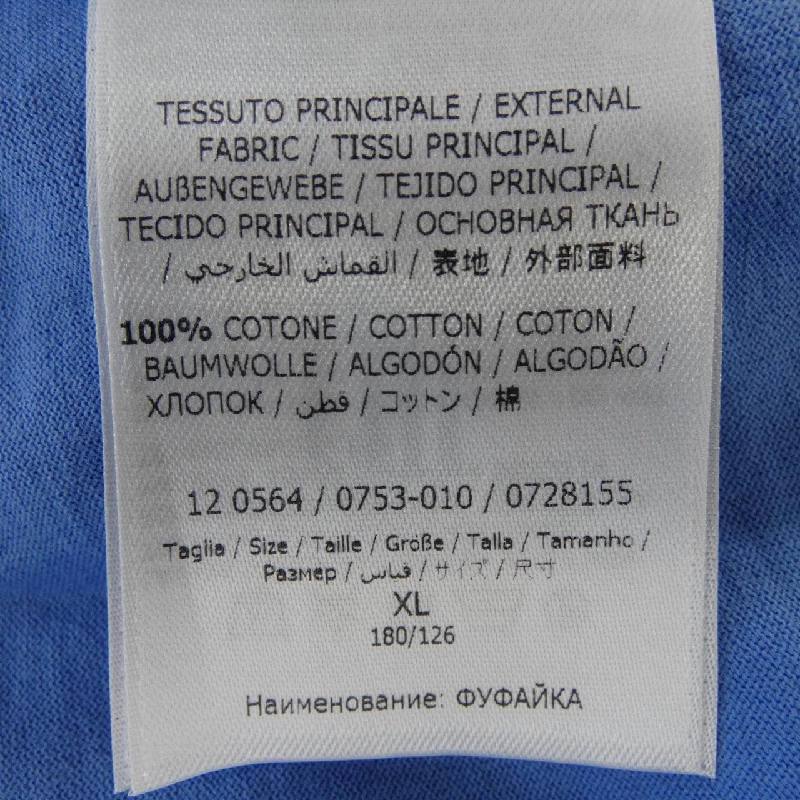 TESSUTO PRINCIPALE / EXTERNAL
FABRIC / TISSU PRINCIPAL /
AUßENGEWEBE / TEJIDO PRINCIPAL /
TECIDO PRINCIPAL / ОСНОВНАЯ ТКАНЬ
/ القماش الخارجي / 表地 / 外部面料
100% COTONE / COTTON / COTON /
BAUMWOLLE / ALGODÓN / ALGODÃO /
ХЛОПОК / قطن / コットン / 棉
12 0564 / 0753-010 / 0728155
Taglia / Size / Taille / Größe / Talla / Tamanho /
Размер / قياس / サイズ / 尺寸
XL
180/126
Наименование: ФУФАЙКА